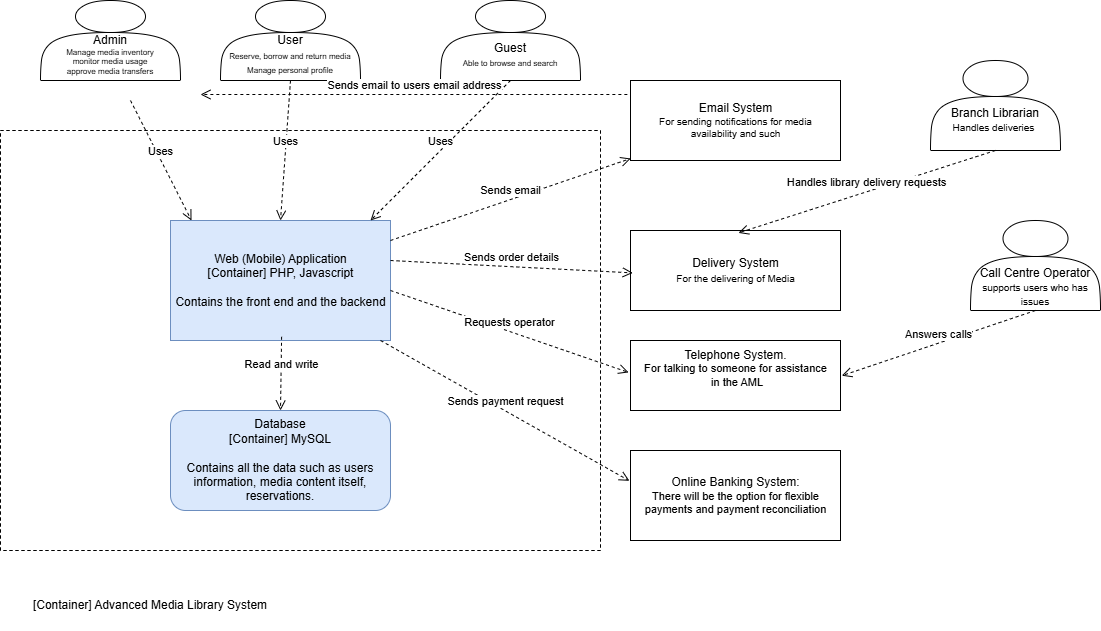 Admin
Manage media inventory
monitor media usage
approve media transfers
User
Reserve, borrow and return media
Manage personal profile
Guest
Able to browse and search
Sends email to users email address
Email System
For sending notifications for media
availability and such
Branch Librarian
Handles deliveries
Uses
Uses
Uses
Sends email
Handles library delivery requests
Web (Mobile) Application
[Container] PHP, Javascript
Contains the front end and the backend
Sends order details
Delivery System
For the delivering of Media
Call Centre Operator
supports users who has
issues
Requests operator
Answers calls
Telephone System.
For talking to someone for assistance
in the AML
Read and write
Sends payment request
Database
[Container] MySQL
Contains all the data such as users
information, media content itself,
reservations.
Online Banking System:
There will be the option for flexible
payments and payment reconciliation
[Container] Advanced Media Library System